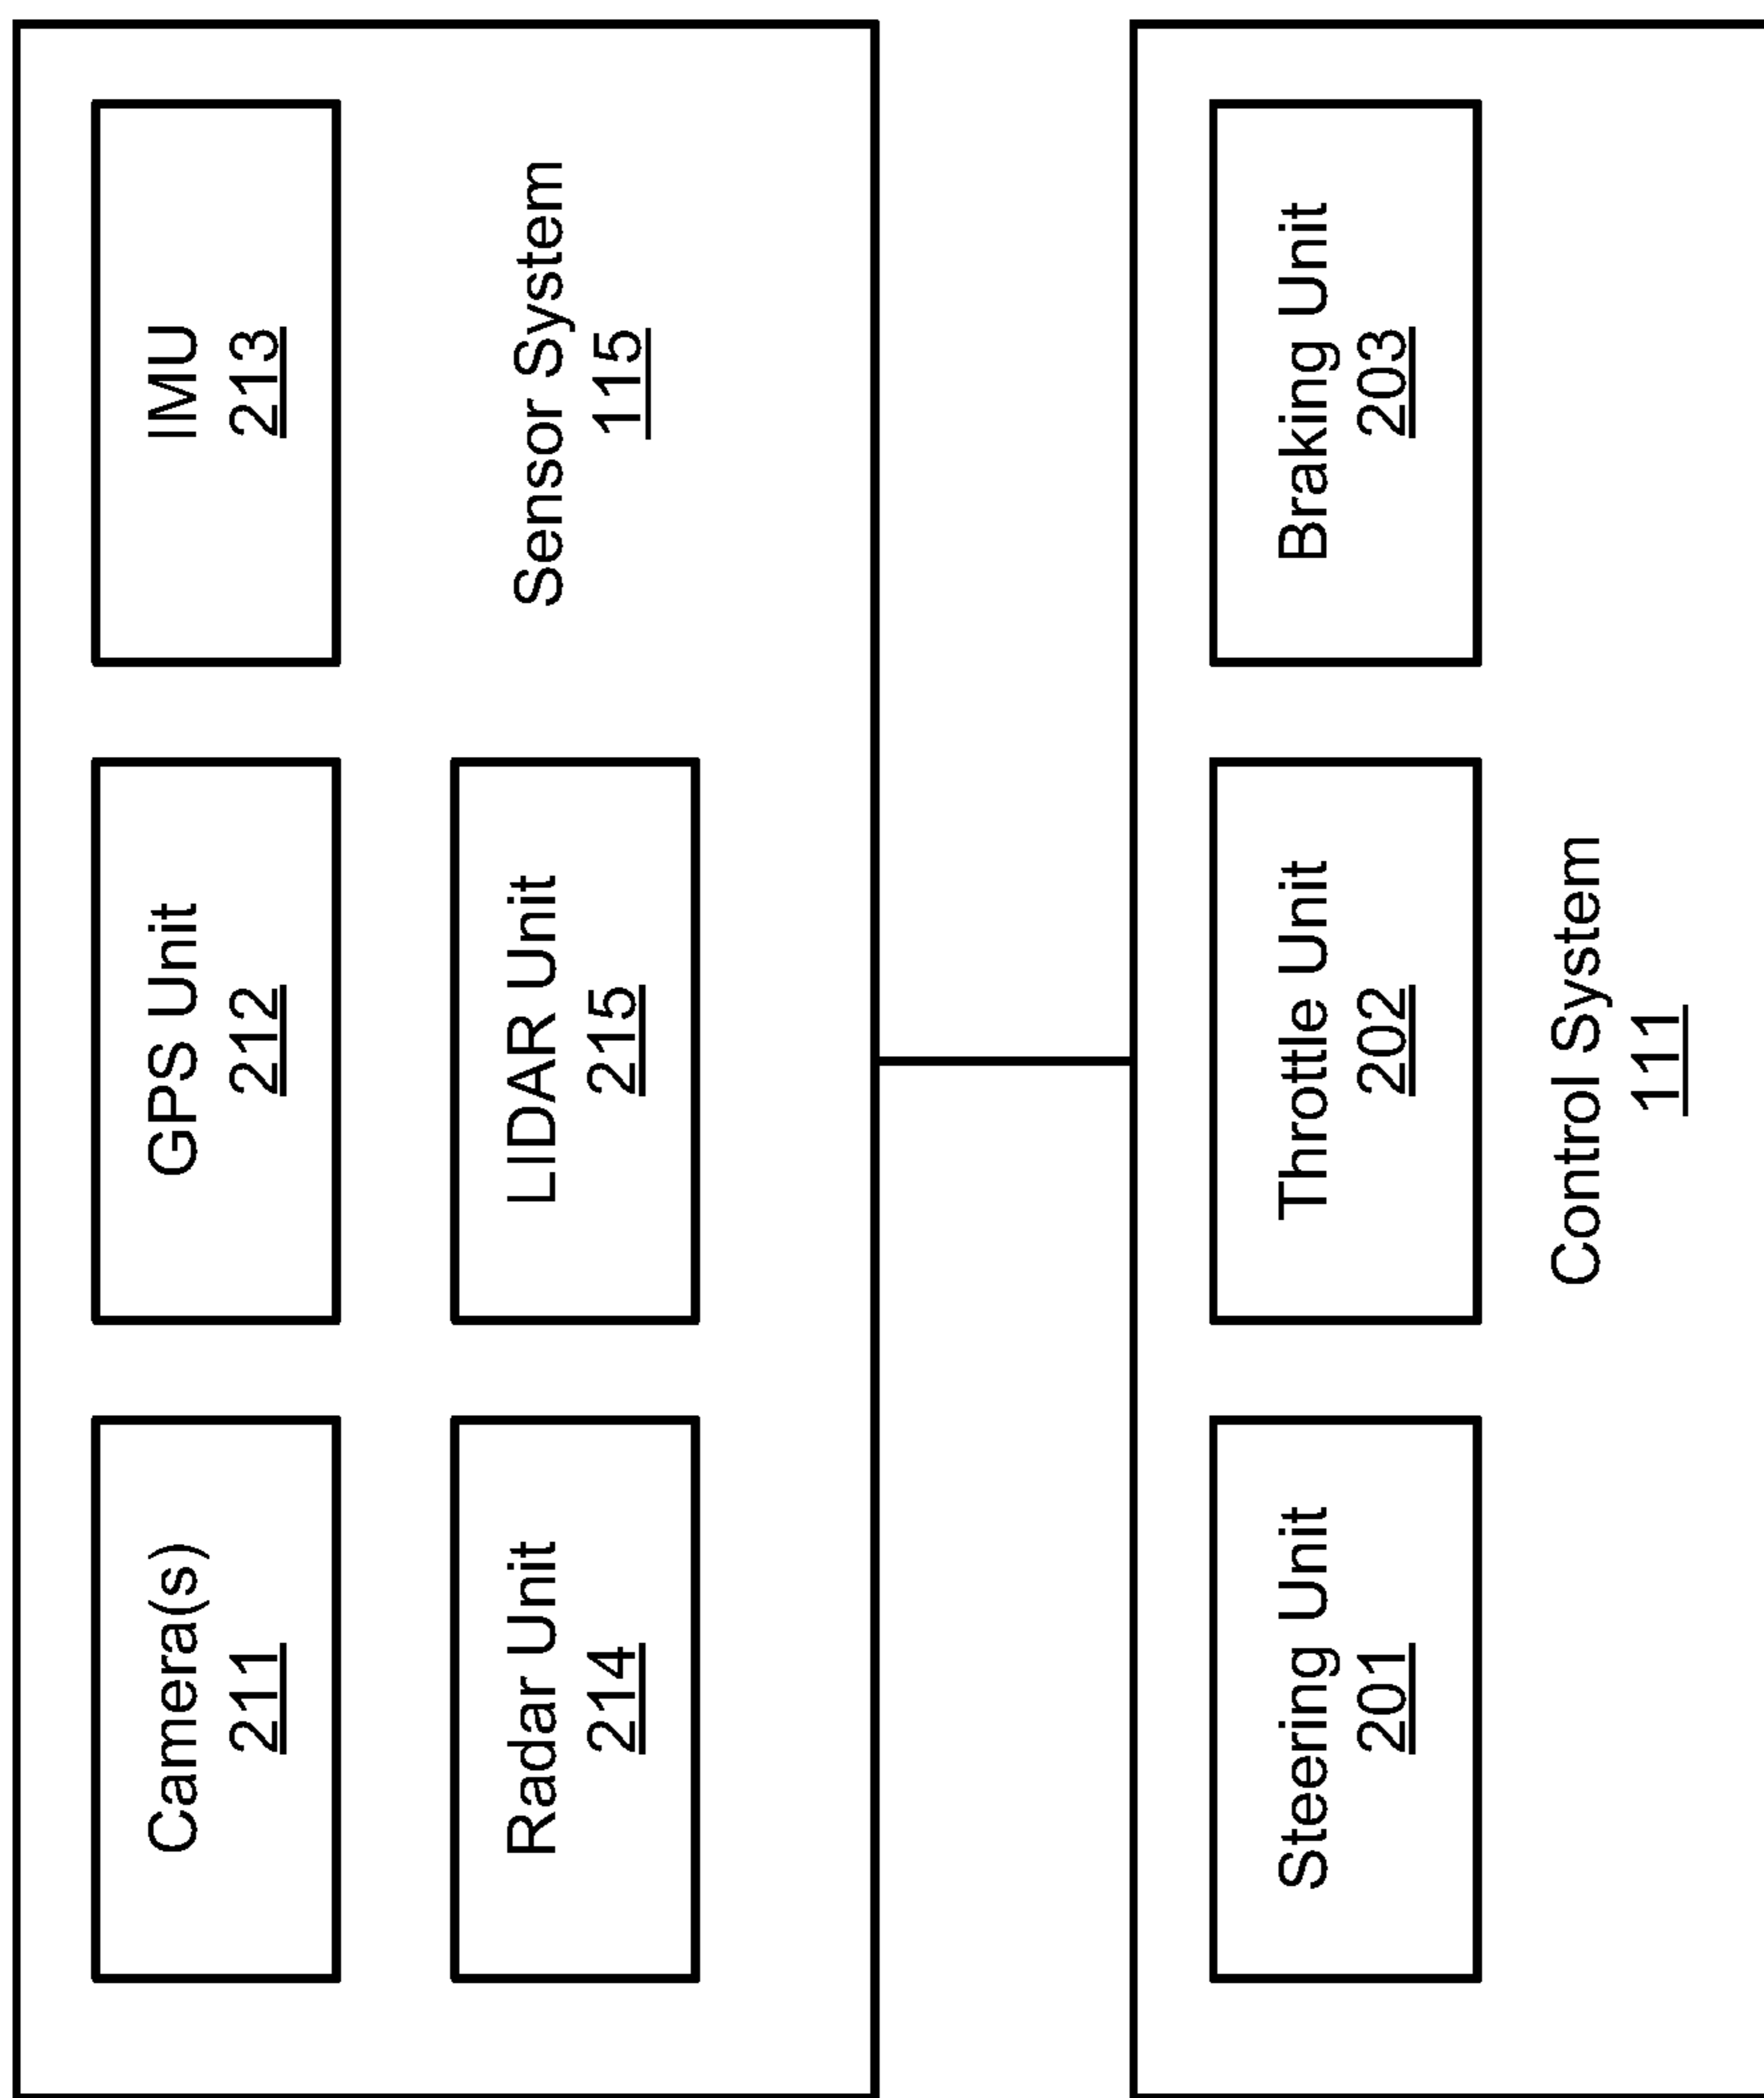 Camera(s)
211
GPS Unit
212
IMU
213
Radar Unit
214
LIDAR Unit
215
Sensor System
115
Steering Unit
201
Throttle Unit
202
Braking Unit
203
Control System
111